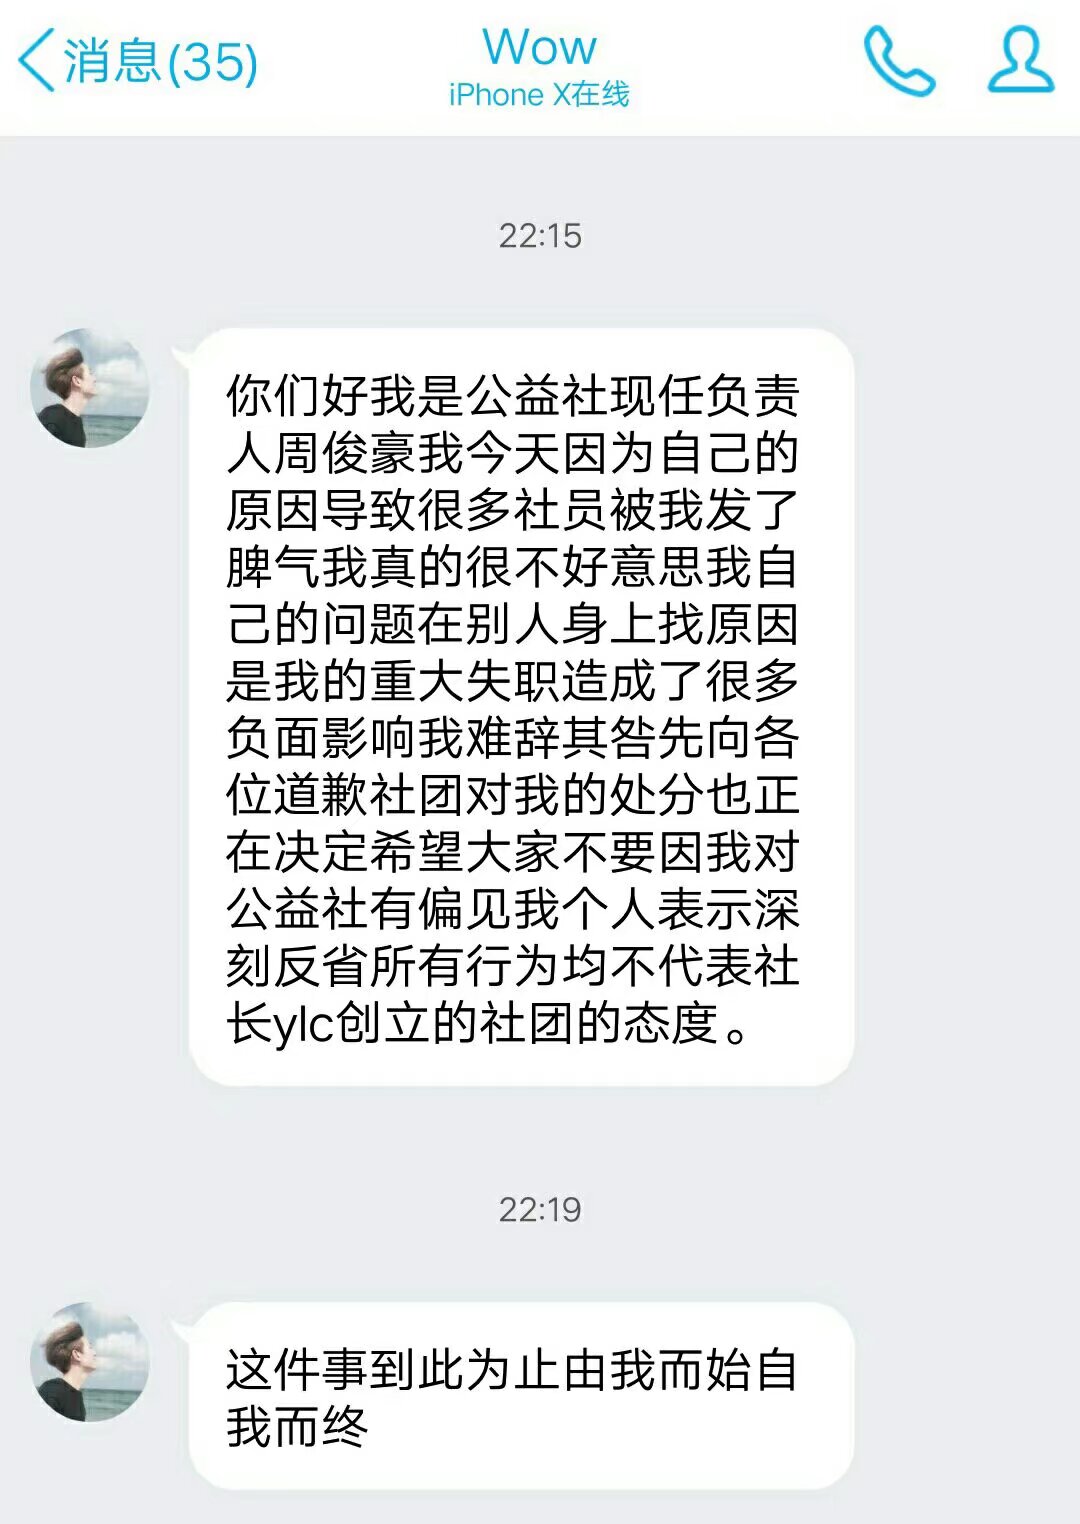 消息(35)
Wow
iPhone X在线
22:15
你们好我是公益社现任负责
人周俊豪我今天因为自己的
原因导致很多社员被我发了
脾气我真的很不好意思我自
己的问题在别人身上找原因
是我的重大失职造成了很多
负面影响我难辞其咎先向各
位道歉社团对我的处分也正
在决定希望大家不要因我对
公益社有偏见我个人表示深
刻反省所有行为均不代表社
长ylc创立的社团的态度。
22:19
这件事到此为止由我而始自
我而终